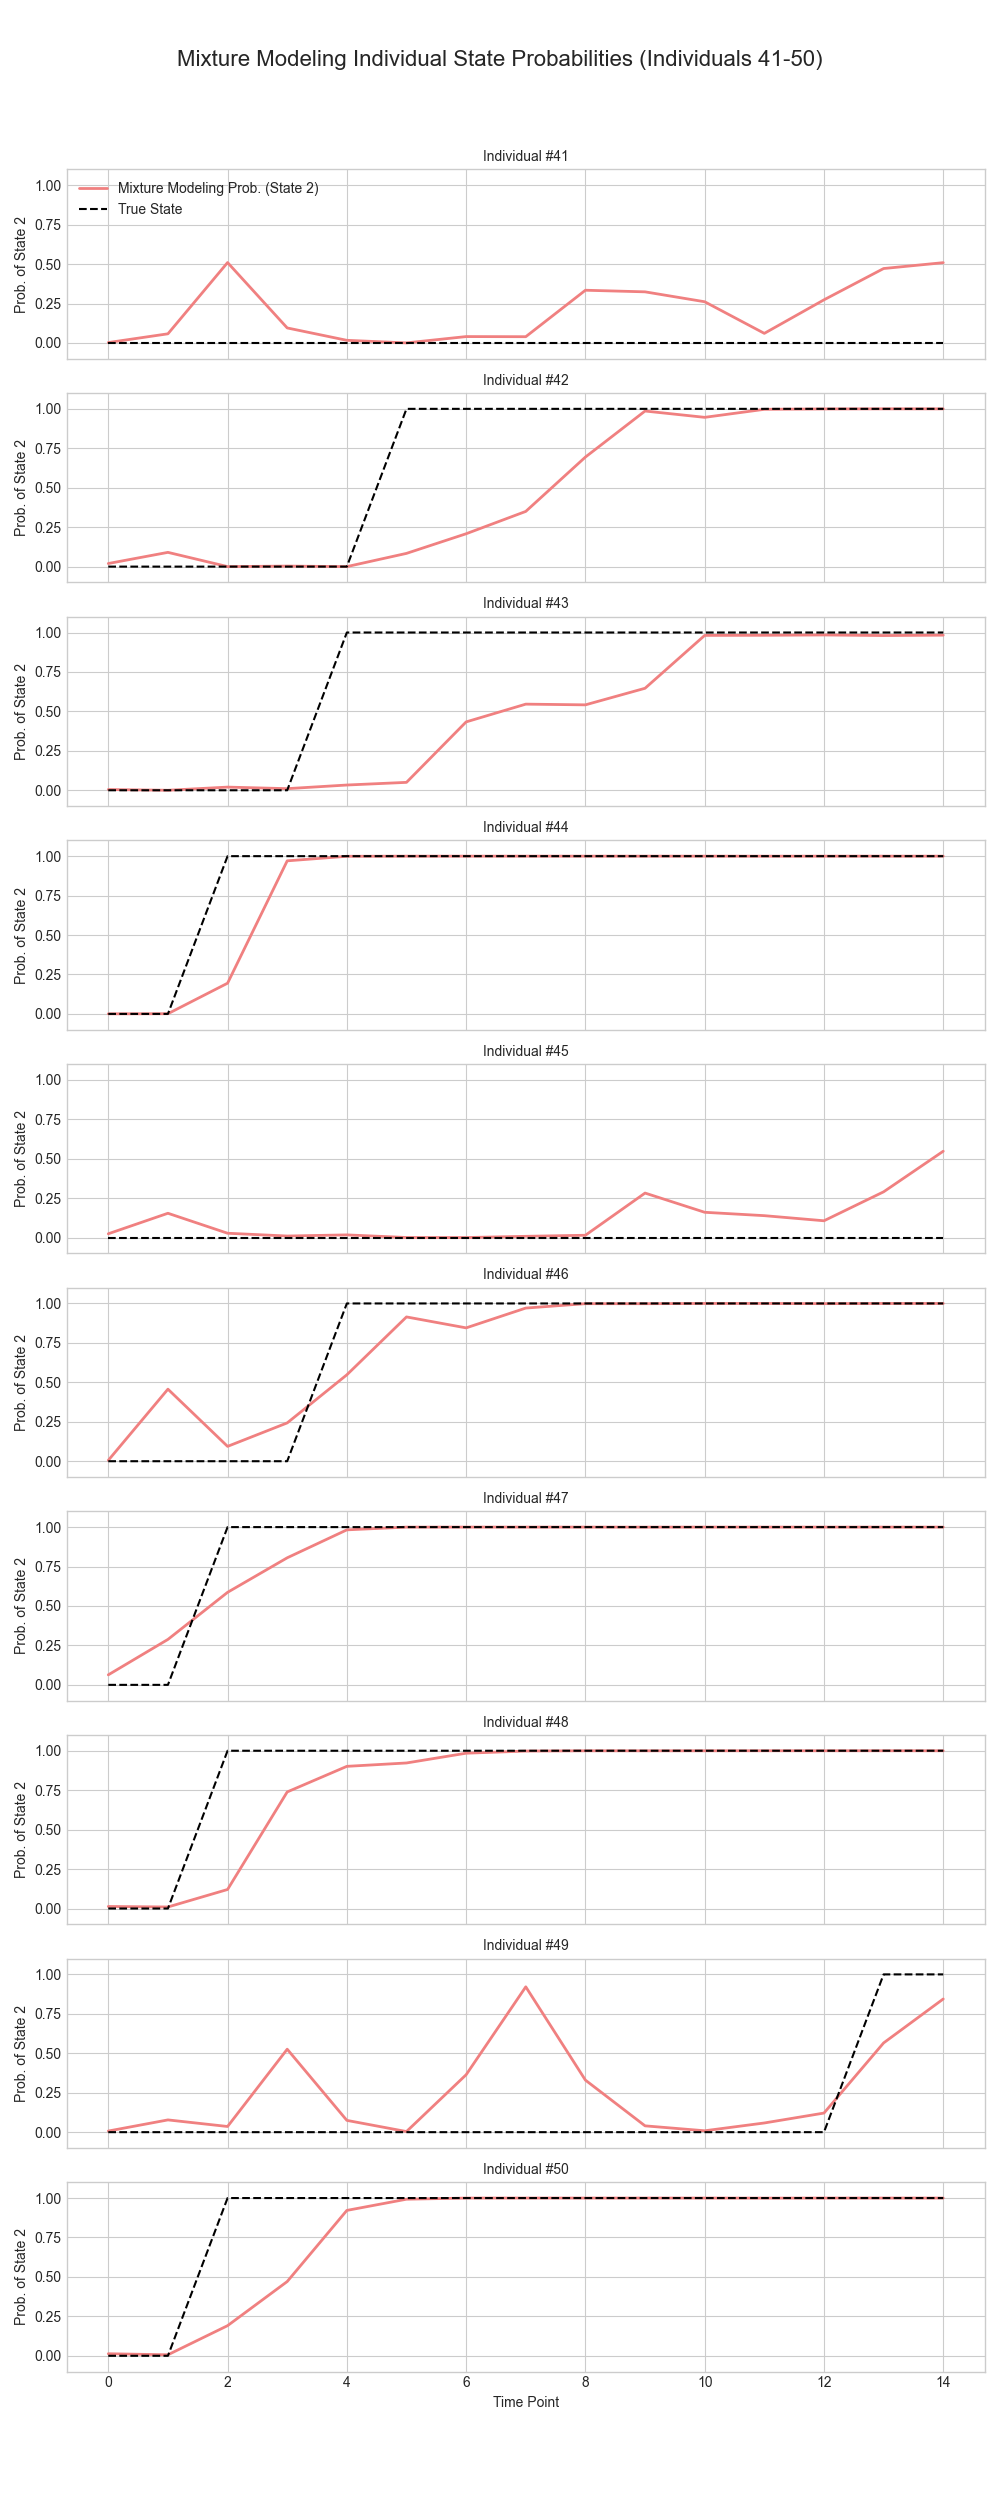 Mixture Modeling Individual State Probabilities (Individuals 41-50)
Individual #41
Mixture Modeling Prob. (State 2)
True State
Prob. of State 2
1.00
0.75
0.50
0.25
0.00
Individual #42
Prob. of State 2
1.00
0.75
0.50
0.25
0.00
Individual #43
Prob. of State 2
1.00
0.75
0.50
0.25
0.00
Individual #44
Prob. of State 2
1.00
0.75
0.50
0.25
0.00
Individual #45
Prob. of State 2
1.00
0.75
0.50
0.25
0.00
Individual #46
Prob. of State 2
1.00
0.75
0.50
0.25
0.00
Individual #47
Prob. of State 2
1.00
0.75
0.50
0.25
0.00
Individual #48
Prob. of State 2
1.00
0.75
0.50
0.25
0.00
Individual #49
Prob. of State 2
1.00
0.75
0.50
0.25
0.00
Individual #50
Prob. of State 2
1.00
0.75
0.50
0.25
0.00
0 2 4 6 8 10 12 14
Time Point